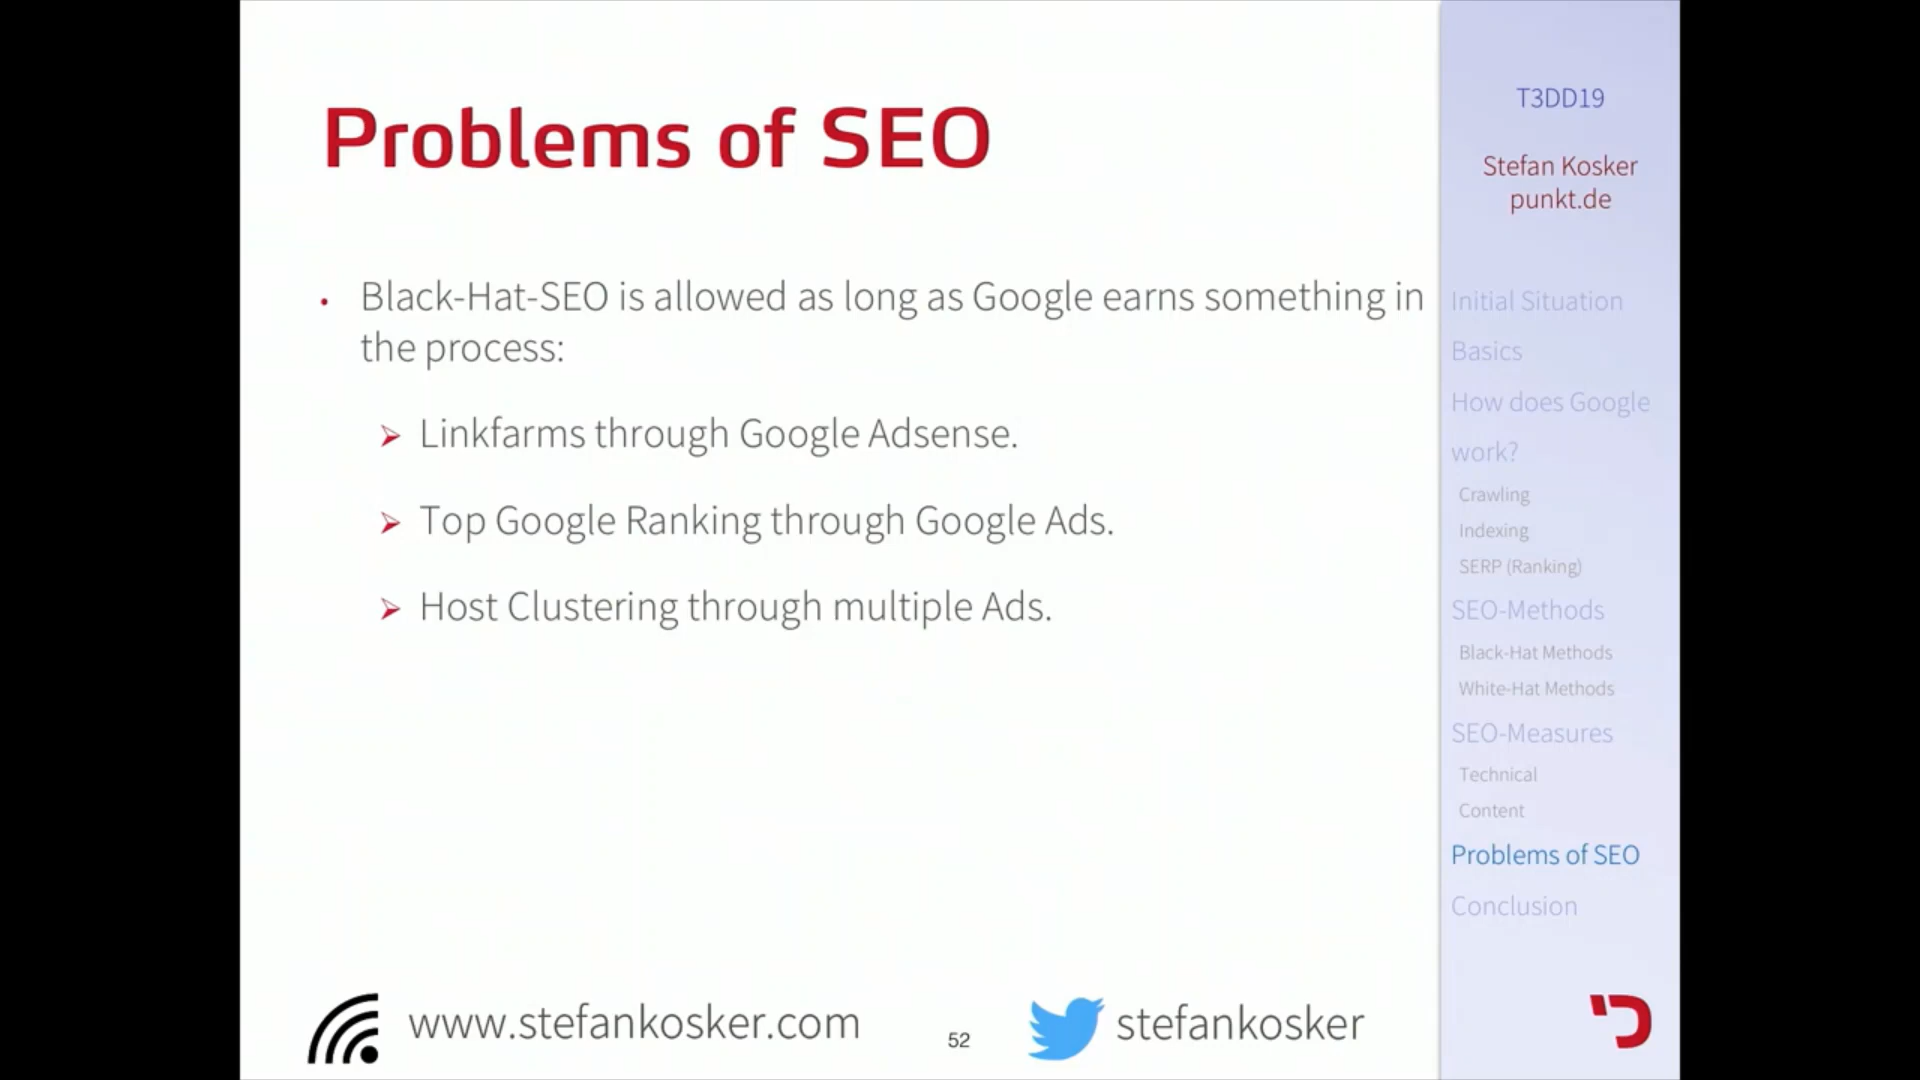 Problems of SEO
• Black-Hat-SEO is allowed as long as Google earns something in
the process:
➢ Linkfarms through Google Adsense.
➢ Top Google Ranking through Google Ads.
➢ Host Clustering through multiple Ads.
www.stefankosker.com
52
stefankosker
T3DD19
Stefan Kosker
punkt.de
Initial Situation
Basics
How does Google
work?
Crawling
Indexing
SERP (Ranking)
SEO-Methods
Black-Hat Methods
White-Hat Methods
SEO-Measures
Technical
Content
Problems of SEO
Conclusion